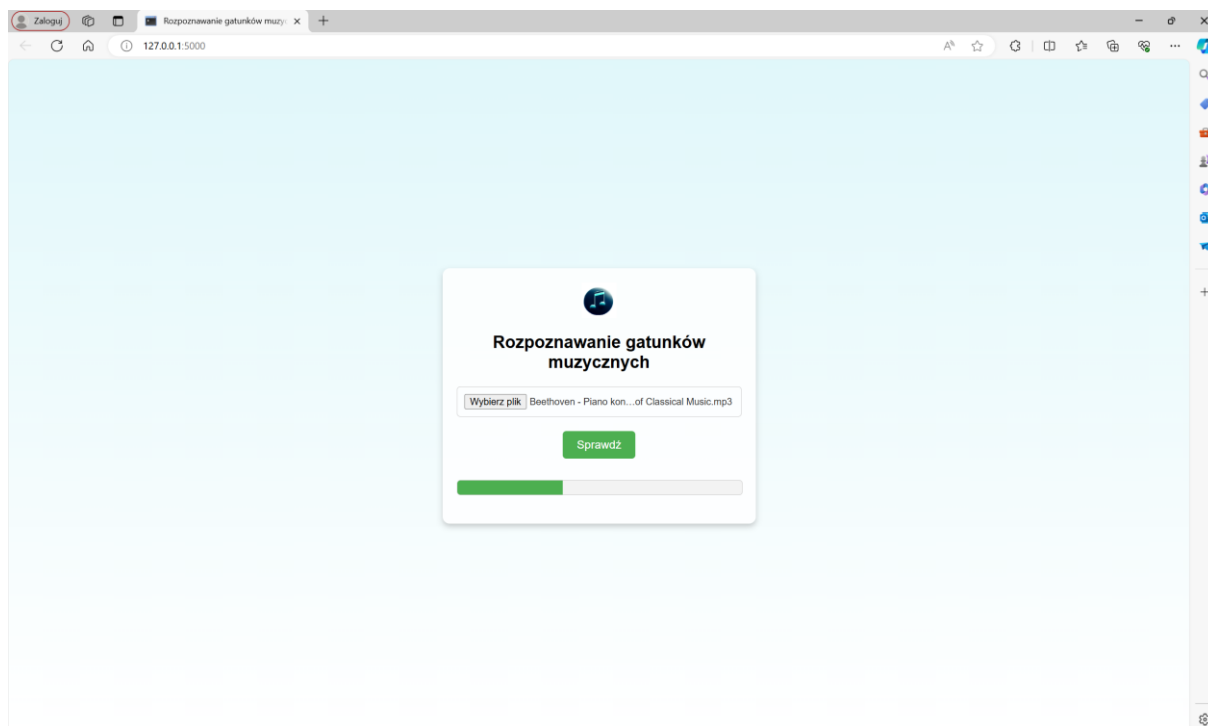 Zaloguj
Rozpoznawanie gatunków muzy
127.0.0.1:5000
Rozpoznawanie gatunków
muzycznych
Wybierz plik Beethoven - Piano kon...of Classical Music.mp3
Sprawdź